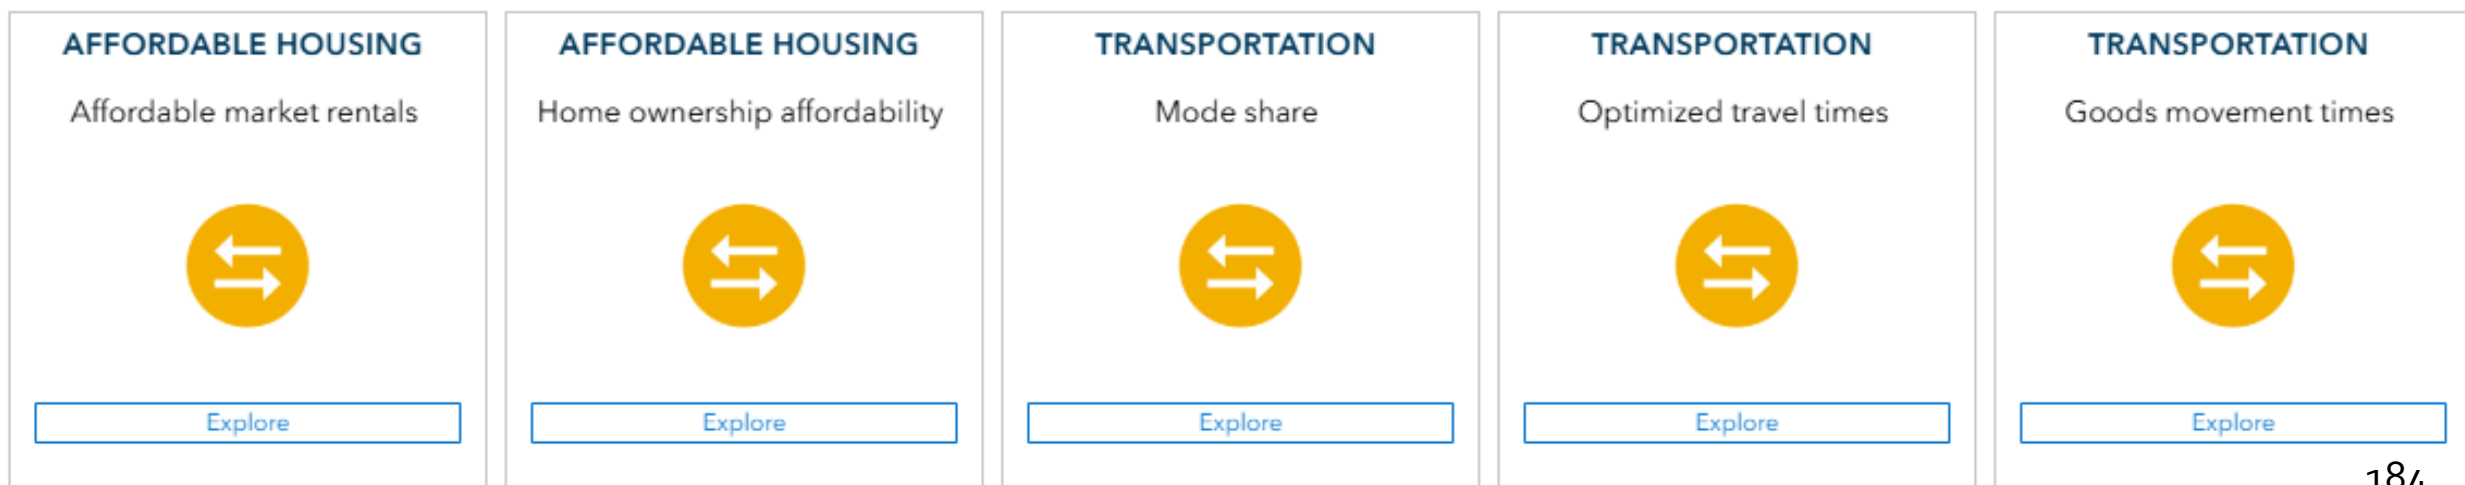 AFFORDABLE HOUSING
Affordable market rentals
Explore
AFFORDABLE HOUSING
Home ownership affordability
Explore
TRANSPORTATION
Mode share
Explore
TRANSPORTATION
Optimized travel times
Explore
TRANSPORTATION
Goods movement times
Explore
184